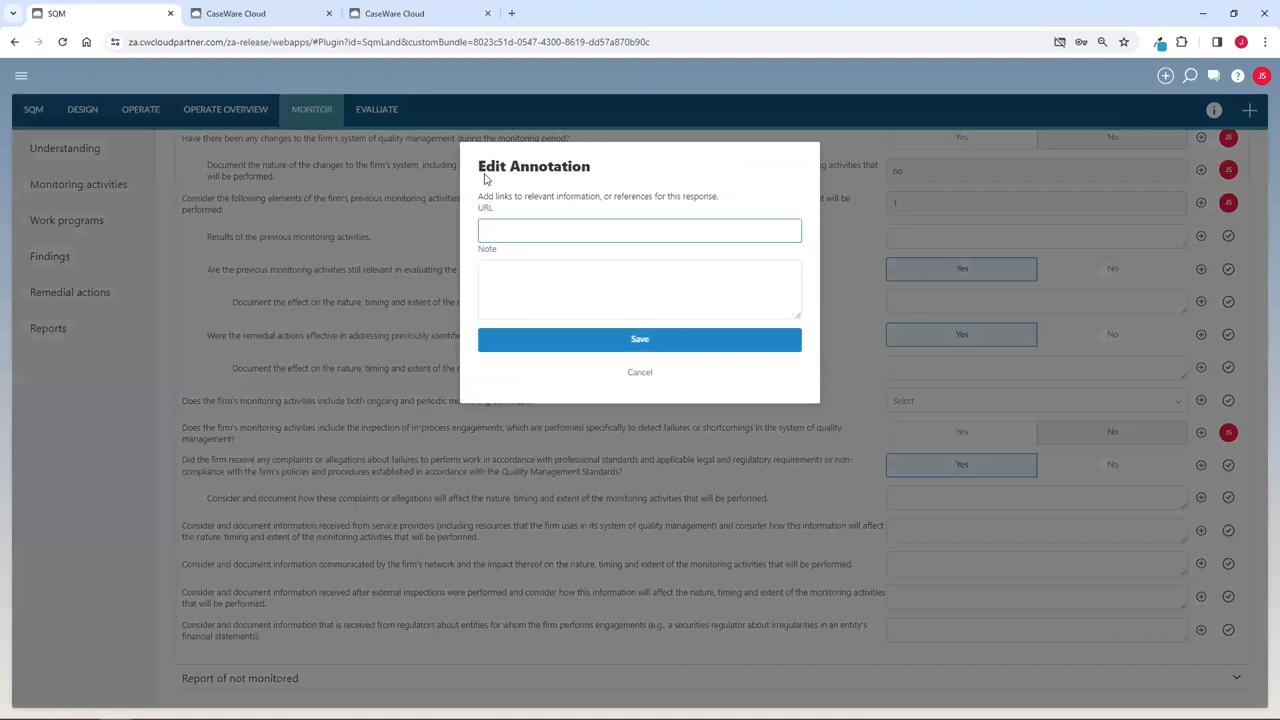 SQM
CaseWare Cloud
CaseWare Cloud
za.cwcloudpartner.com/za-release/webapps/#Plugin?id=SqmLand&customBundle=8023c51d-0547-4300-8619-dd57a870b90c
J
JS
SQM DESIGN OPERATE OPERATE OVERVIEW MONITOR EVALUATE
Understanding
Monitoring activities
Work programs
Findings
Remedial actions
Reports
Have there been any changes to the firm's system of quality management during the monitoring period?
Yes No JS
Document the nature of the changes to the firm's system, including
activities that
will be performed.
no JS
Consider the following elements of the firm's previous monitoring activities
will be
performed:
1 JS
Results of the previous monitoring activities.
Are the previous monitoring activities still relevant in evaluating the
Yes No
Document the effect on the nature, timing and extent of the
Were the remedial actions effective in addressing previously
Yes No
Document the effect on the nature, timing and extent of the
Does the firm's monitoring activities include both ongoing and periodic
Select
Does the firm's monitoring activities include the inspection of in-process engagements, which are performed specifically to detect failures or shortcomings in the system of quality
management?
Yes No JS
Did the firm receive any complaints or allegations about failures to perform work in accordance with professional standards and applicable legal and regulatory requirements or non-
compliance with the firm's policies and procedures established in accordance with the Quality Management Standards?
Yes No
Consider and document how these complaints or allegations will affect the nature, timing and extent of the monitoring activities that will be performed.
Consider and document information received from service providers (including resources that the firm uses in its system of quality management) and consider how this information will affect
the nature, timing and extent of the monitoring activities that will be performed.
Consider and document information communicated by the firm's network and the impact thereof on the nature, timing and extent of the monitoring activities that will be performed.
Consider and document information received after external inspections were performed and consider how this information will affect the nature, timing and extent of the monitoring activities
that will be performed.
Consider and document information that is received from regulators about entities for whom the firm performs engagements (e.g., a securities regulator about irregularities in an entity's
financial statements).
Report of not monitored
Edit Annotation
Add links to relevant information, or references for this response.
URL
Note
Save
Cancel